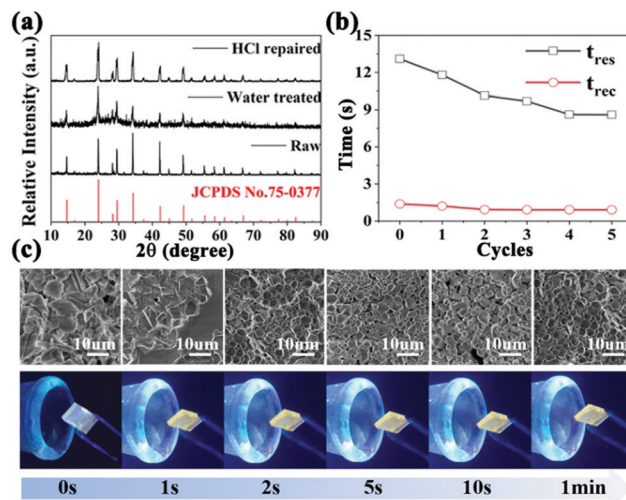 (a)
Relative Intensity (a.u.)
HCl repaired
Water treated
Raw
JCPDS No.75-0377
10 20 30 40 50 60 70 80 90
2θ (degree)
(b)
Time (s)
15
12
9
6
3
0
t_res
t_rec
0 1 2 3 4 5
Cycles
(c)
10um 10um 10um 10um 10um 10um
0s 1s 2s 5s 10s 1min